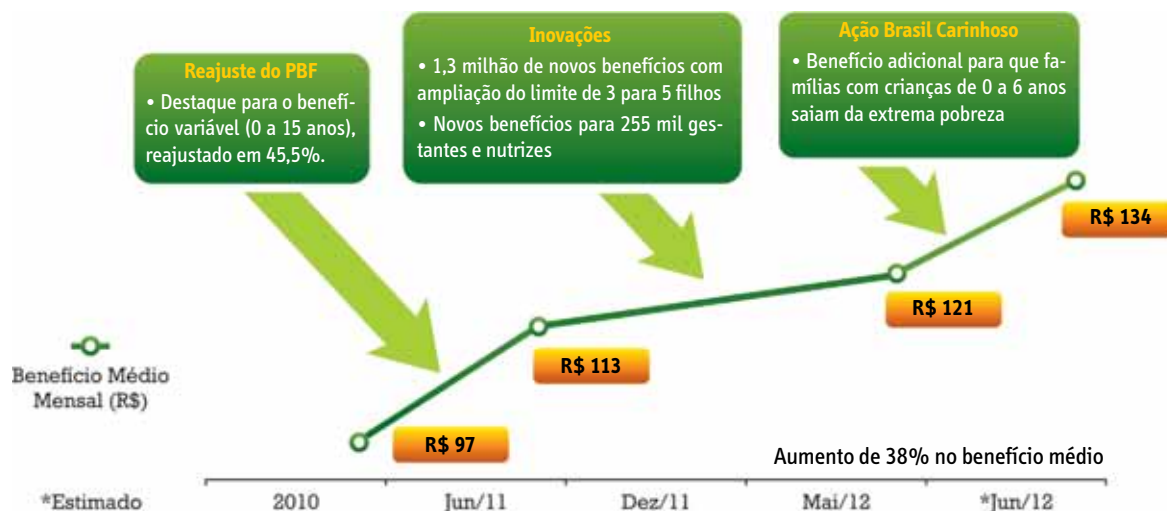 Reajuste do PBF
• Destaque para o benefí-
cio variável (0 a 15 anos),
reajustado em 45,5%.
Inovações
• 1,3 milhão de novos benefícios com
ampliação do limite de 3 para 5 filhos
• Novos benefícios para 255 mil ges-
tantes e nutrizes
Ação Brasil Carinhoso
• Benefício adicional para que fa-
mílias com crianças de 0 a 6 anos
saiam da extrema pobreza
R$ 134
R$ 121
R$ 113
R$ 97
Benefício Médio
Mensal (R$)
Aumento de 38% no benefício médio
*Estimado
2010
Jun/11
Dez/11
Mai/12
*Jun/12